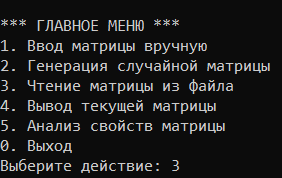 *** ГЛАВНОЕ МЕНЮ ***
1. Ввод матрицы вручную
2. Генерация случайной матрицы
3. Чтение матрицы из файла
4. Вывод текущей матрицы
5. Анализ свойств матрицы
0. Выход
Выберите действие: 3